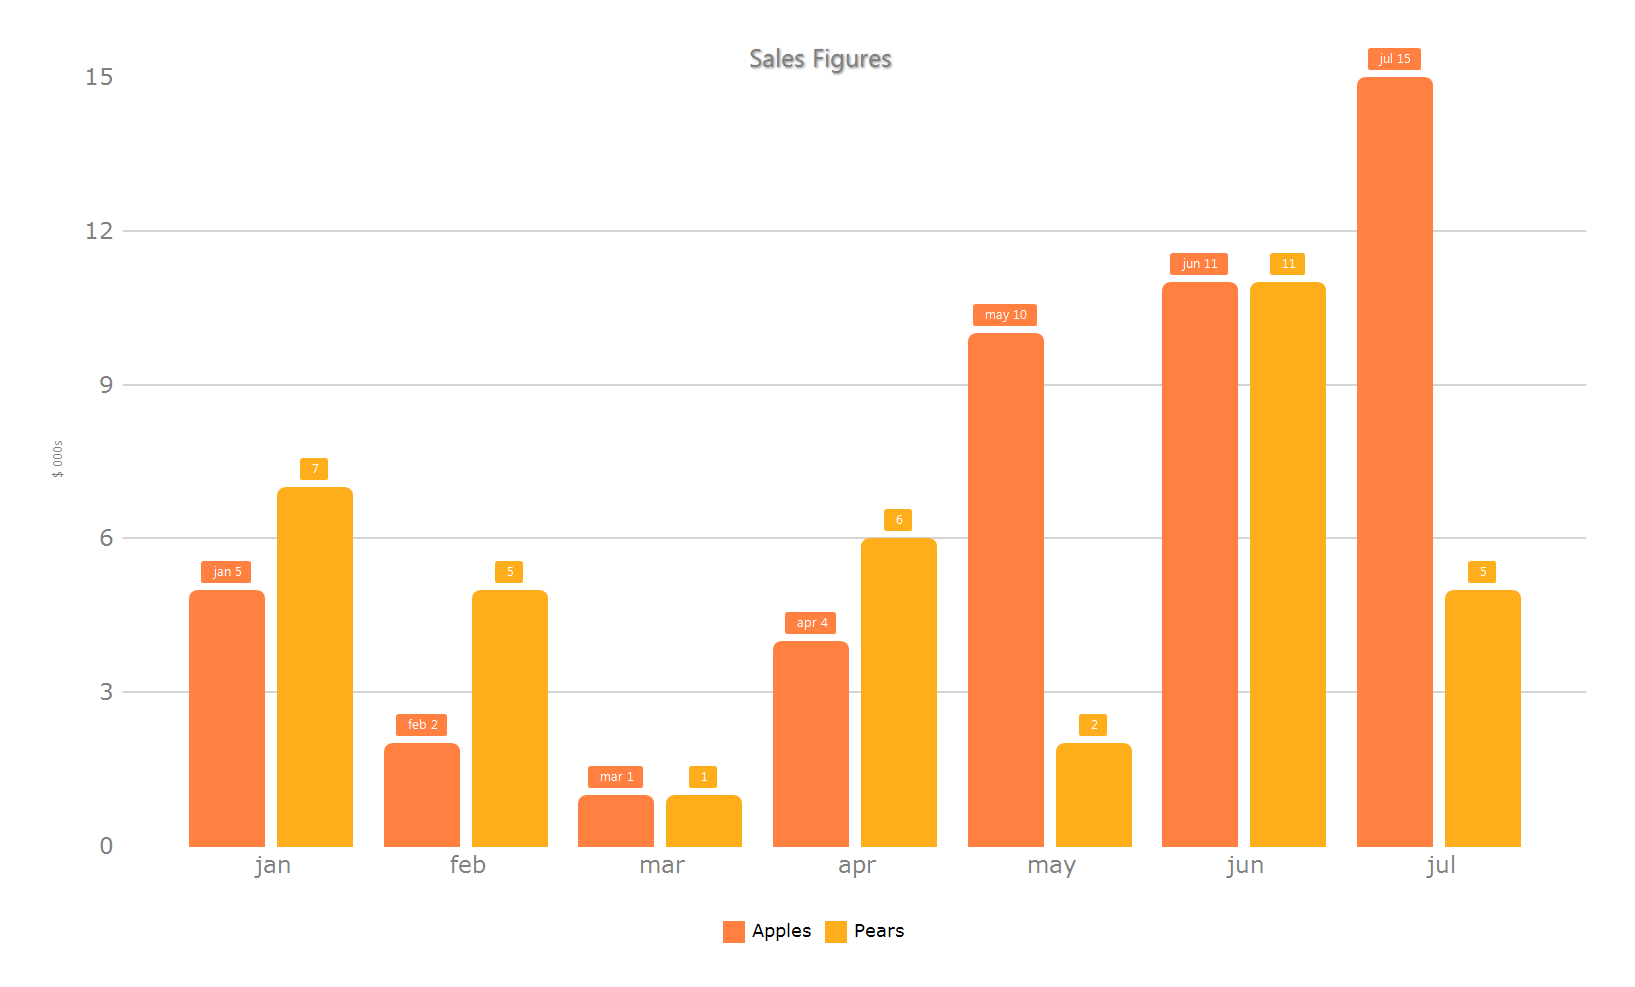 Sales Figures
15
12
9
6
3
0
$ 000s
jan 5
7
feb 2
5
mar 1
1
apr 4
6
may 10
2
jun 11
11
jul 15
5
jan feb mar apr may jun jul
Apples Pears